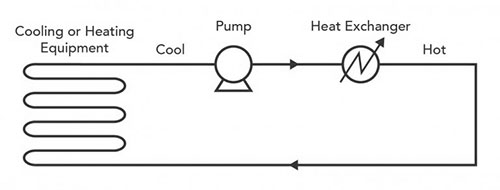 Cooling or Heating
Equipment
Cool
Pump
Heat Exchanger
Hot